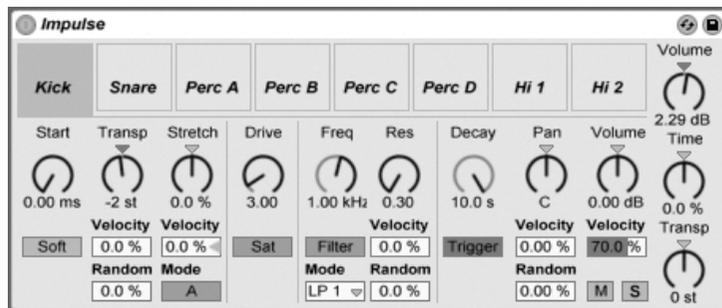 Impulse
Volume
Kick Snare Perc A Perc B Perc C Perc D Hi 1 Hi 2
2.29 dB
Start Transp Stretch Drive Freq Res Decay Pan Volume Time
0.00 ms -2 st 0.0 % 3.00 1.00 kHz 0.30 10.0 s C 0.00 dB 0.0 %
Velocity Velocity Velocity Velocity Velocity Transp
Soft 0.0 % 0.0 % Sat Filter 0.0 % Trigger 0.00 % 70.0 %
Random Mode Mode Random Random
0.0 % A LP 1 0.0 % 0.00 % M S 0 st